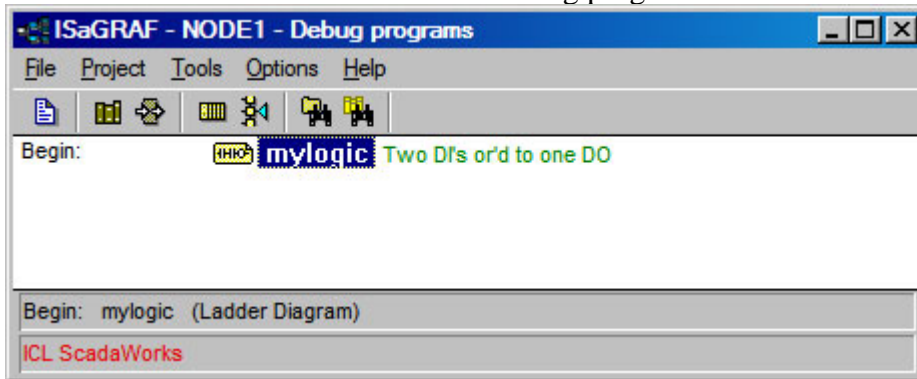 ISaGRAF - NODE1 - Debug programs
File Project Tools Options Help
Begin: mylogic Two DI's or'd to one DO
Begin: mylogic (Ladder Diagram)
ICL ScadaWorks